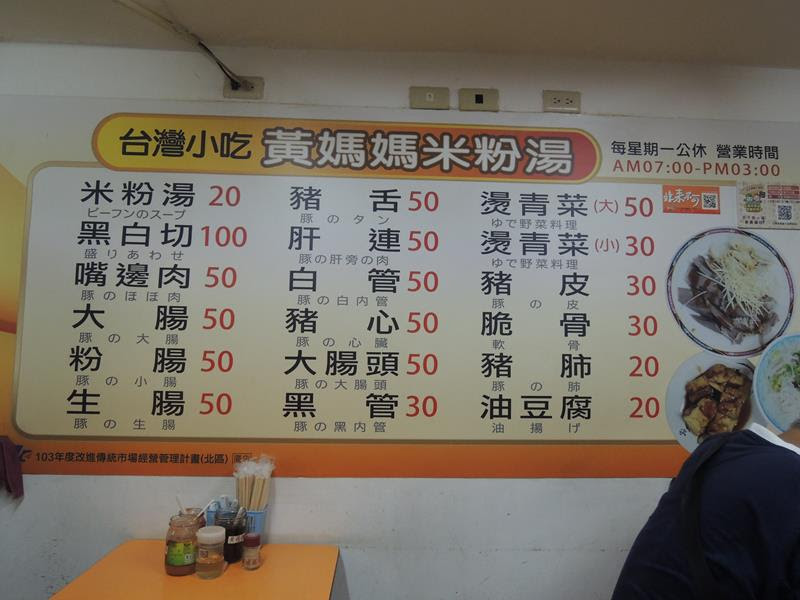 台灣小吃 黃媽媽米粉湯
每星期一公休 營業時間
AM07:00-PM03:00
米粉湯 20
ビーフンのスープ
黑白切 100
盛りあわせ
嘴邊肉 50
豚のほほ肉
大腸 50
豚の大腸
粉腸 50
豚の小腸
生腸 50
豚の生腸
豬舌 50
豚のタン
肝連 50
豚の肝旁の肉
白管 50
豚の白内管
豬心 50
豚の心臓
大腸頭 50
豚の大腸頭
黑管 30
豚の黑内管
燙青菜(大) 50
ゆで野菜料理
燙青菜(小) 30
ゆで野菜料理
豬皮 30
豚の皮
脆骨 30
軟骨
豬肺 20
豚の肺
油豆腐 20
油揚げ
北来不可
103年度改進傳統市場經營管理計畫(北區)